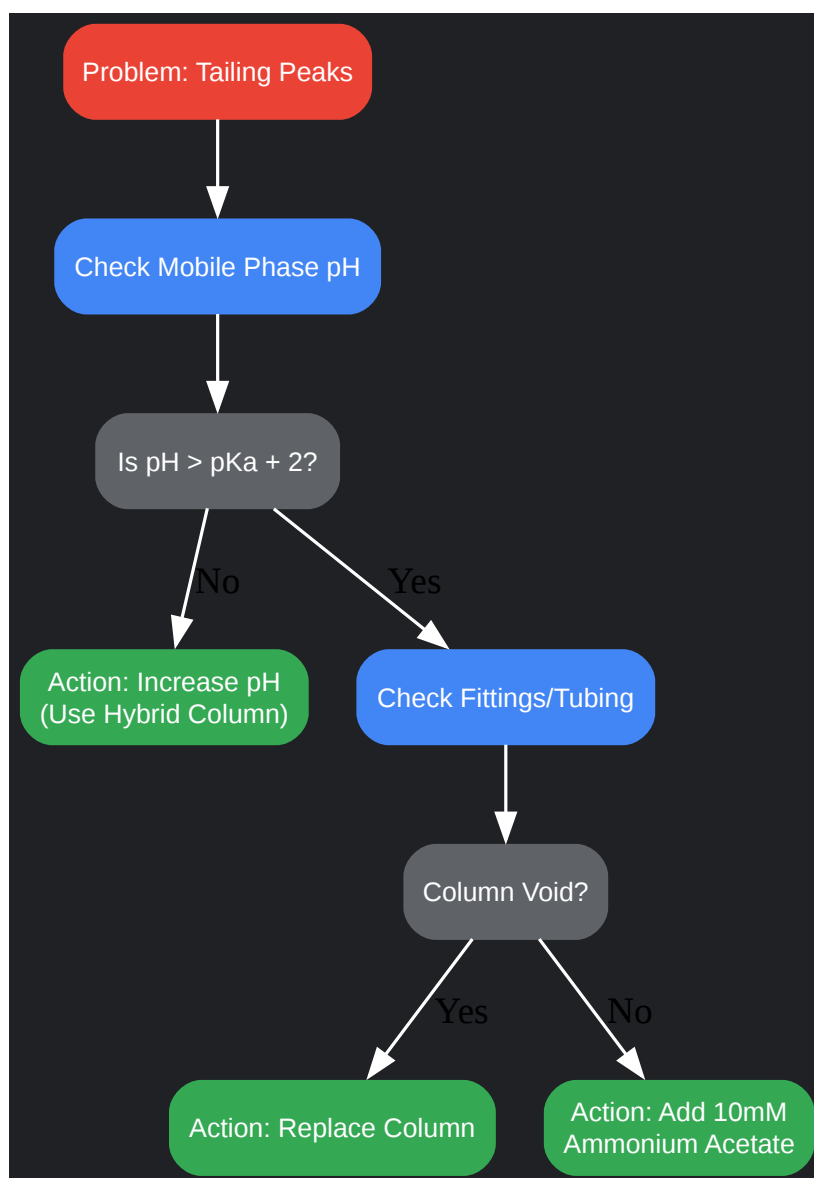 Problem: Tailing Peaks
Check Mobile Phase pH
Is pH > pKa + 2?
No
Yes
Action: Increase pH
(Use Hybrid Column)
Check Fittings/Tubing
Column Void?
Yes
No
Action: Replace Column
Action: Add 10mM
Ammonium Acetate